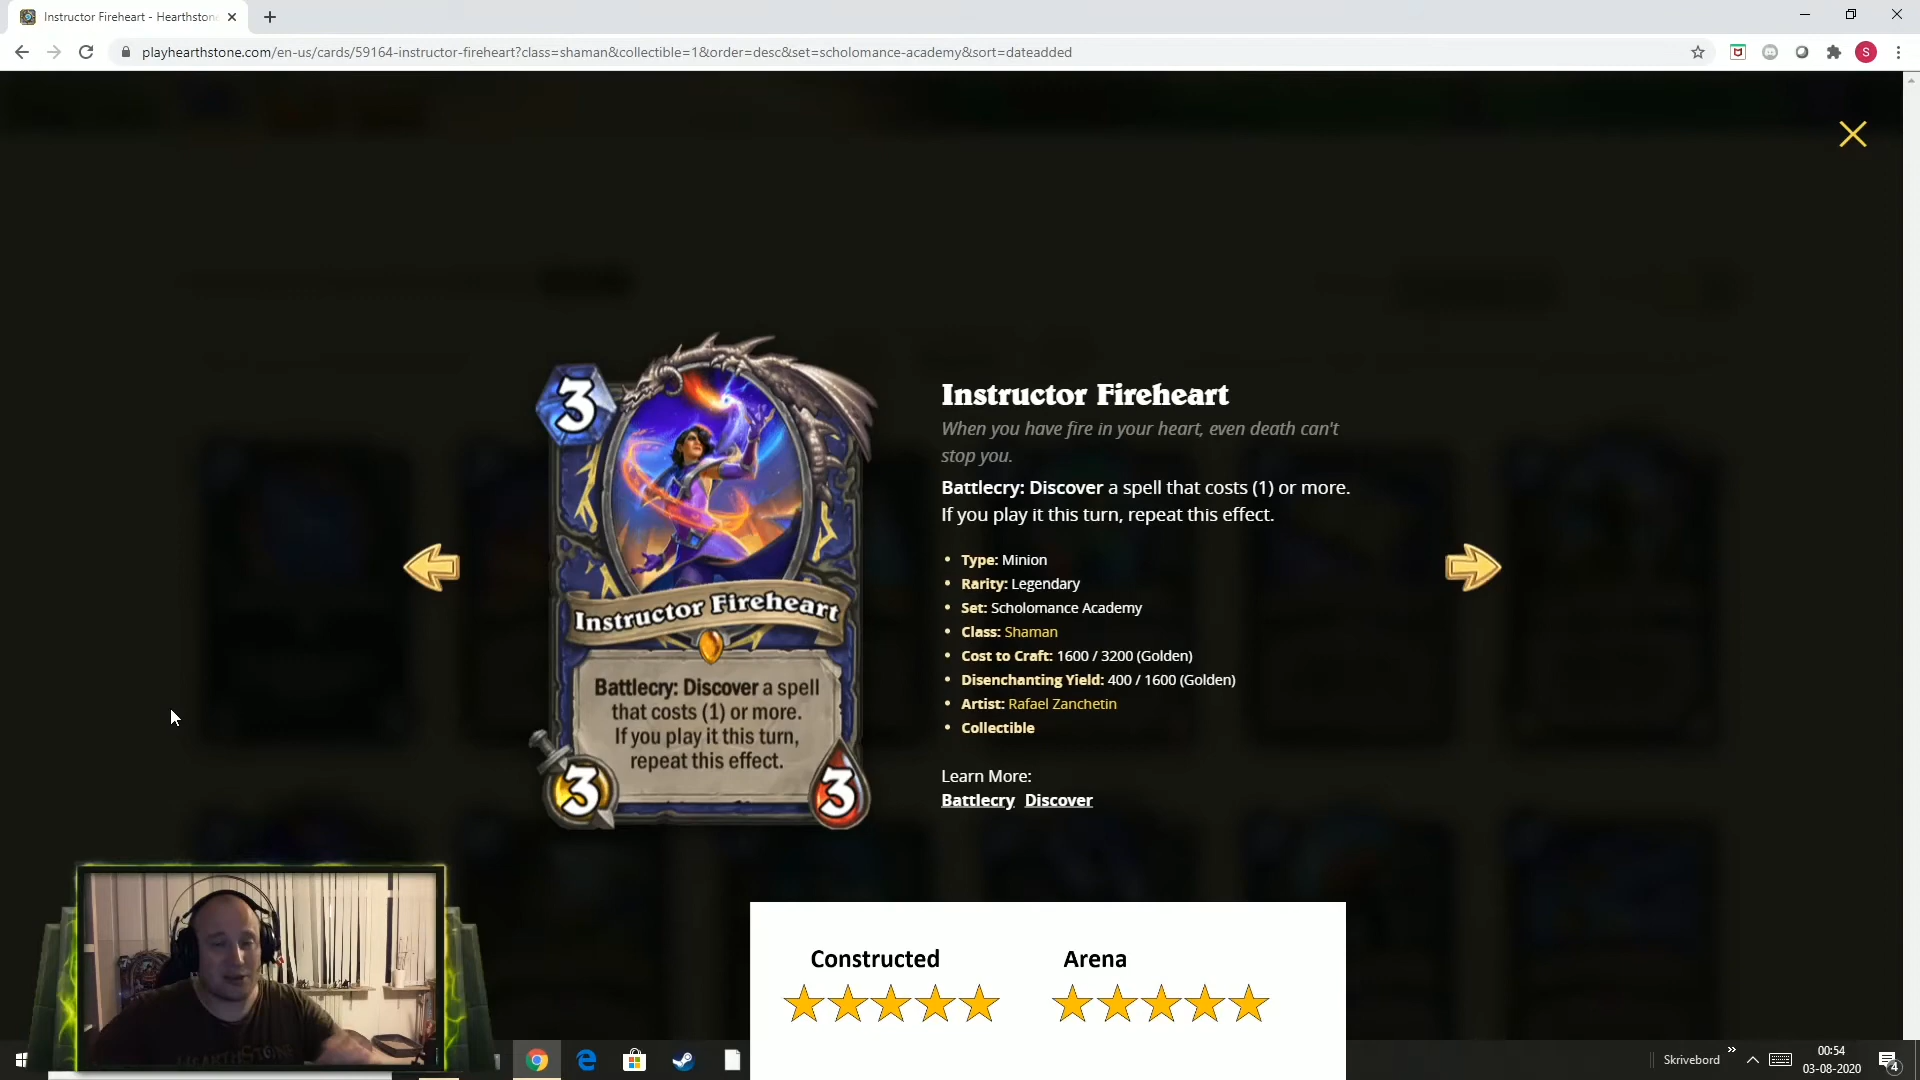 Instructor Fireheart - Hearthstone
playhearthstone.com/en-us/cards/59164-instructor-fireheart?class=shaman&collectible=1&order=desc&set=scholomance-academy&sort=dateadded
S
3
Instructor Fireheart
Battlecry: Discover a spell
that costs (1) or more.
If you play it this turn,
repeat this effect.
3
3
Instructor Fireheart
When you have fire in your heart, even death can't
stop you.
Battlecry: Discover a spell that costs (1) or more.
If you play it this turn, repeat this effect.
• Type: Minion
• Rarity: Legendary
• Set: Scholomance Academy
• Class: Shaman
• Cost to Craft: 1600 / 3200 (Golden)
• Disenchanting Yield: 400 / 1600 (Golden)
• Artist: Rafael Zanchetin
• Collectible
Learn More:
Battlecry Discover
Constructed Arena
Skrivebord
00:54
03-08-2020
4